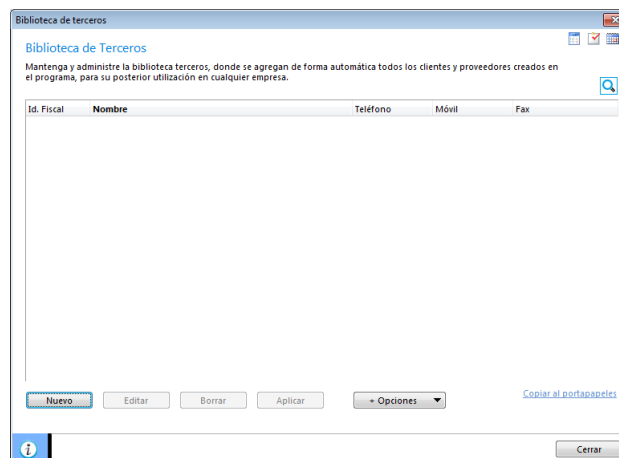 Biblioteca de terceros
Biblioteca de Terceros
Mantenga y administre la biblioteca terceros, donde se agregan de forma automática todos los clientes y proveedores creados en
el programa, para su posterior utilización en cualquier empresa.
Id. Fiscal Nombre Teléfono Móvil Fax
Nuevo Editar Borrar Aplicar + Opciones Copiar al portapapeles
i Cerrar